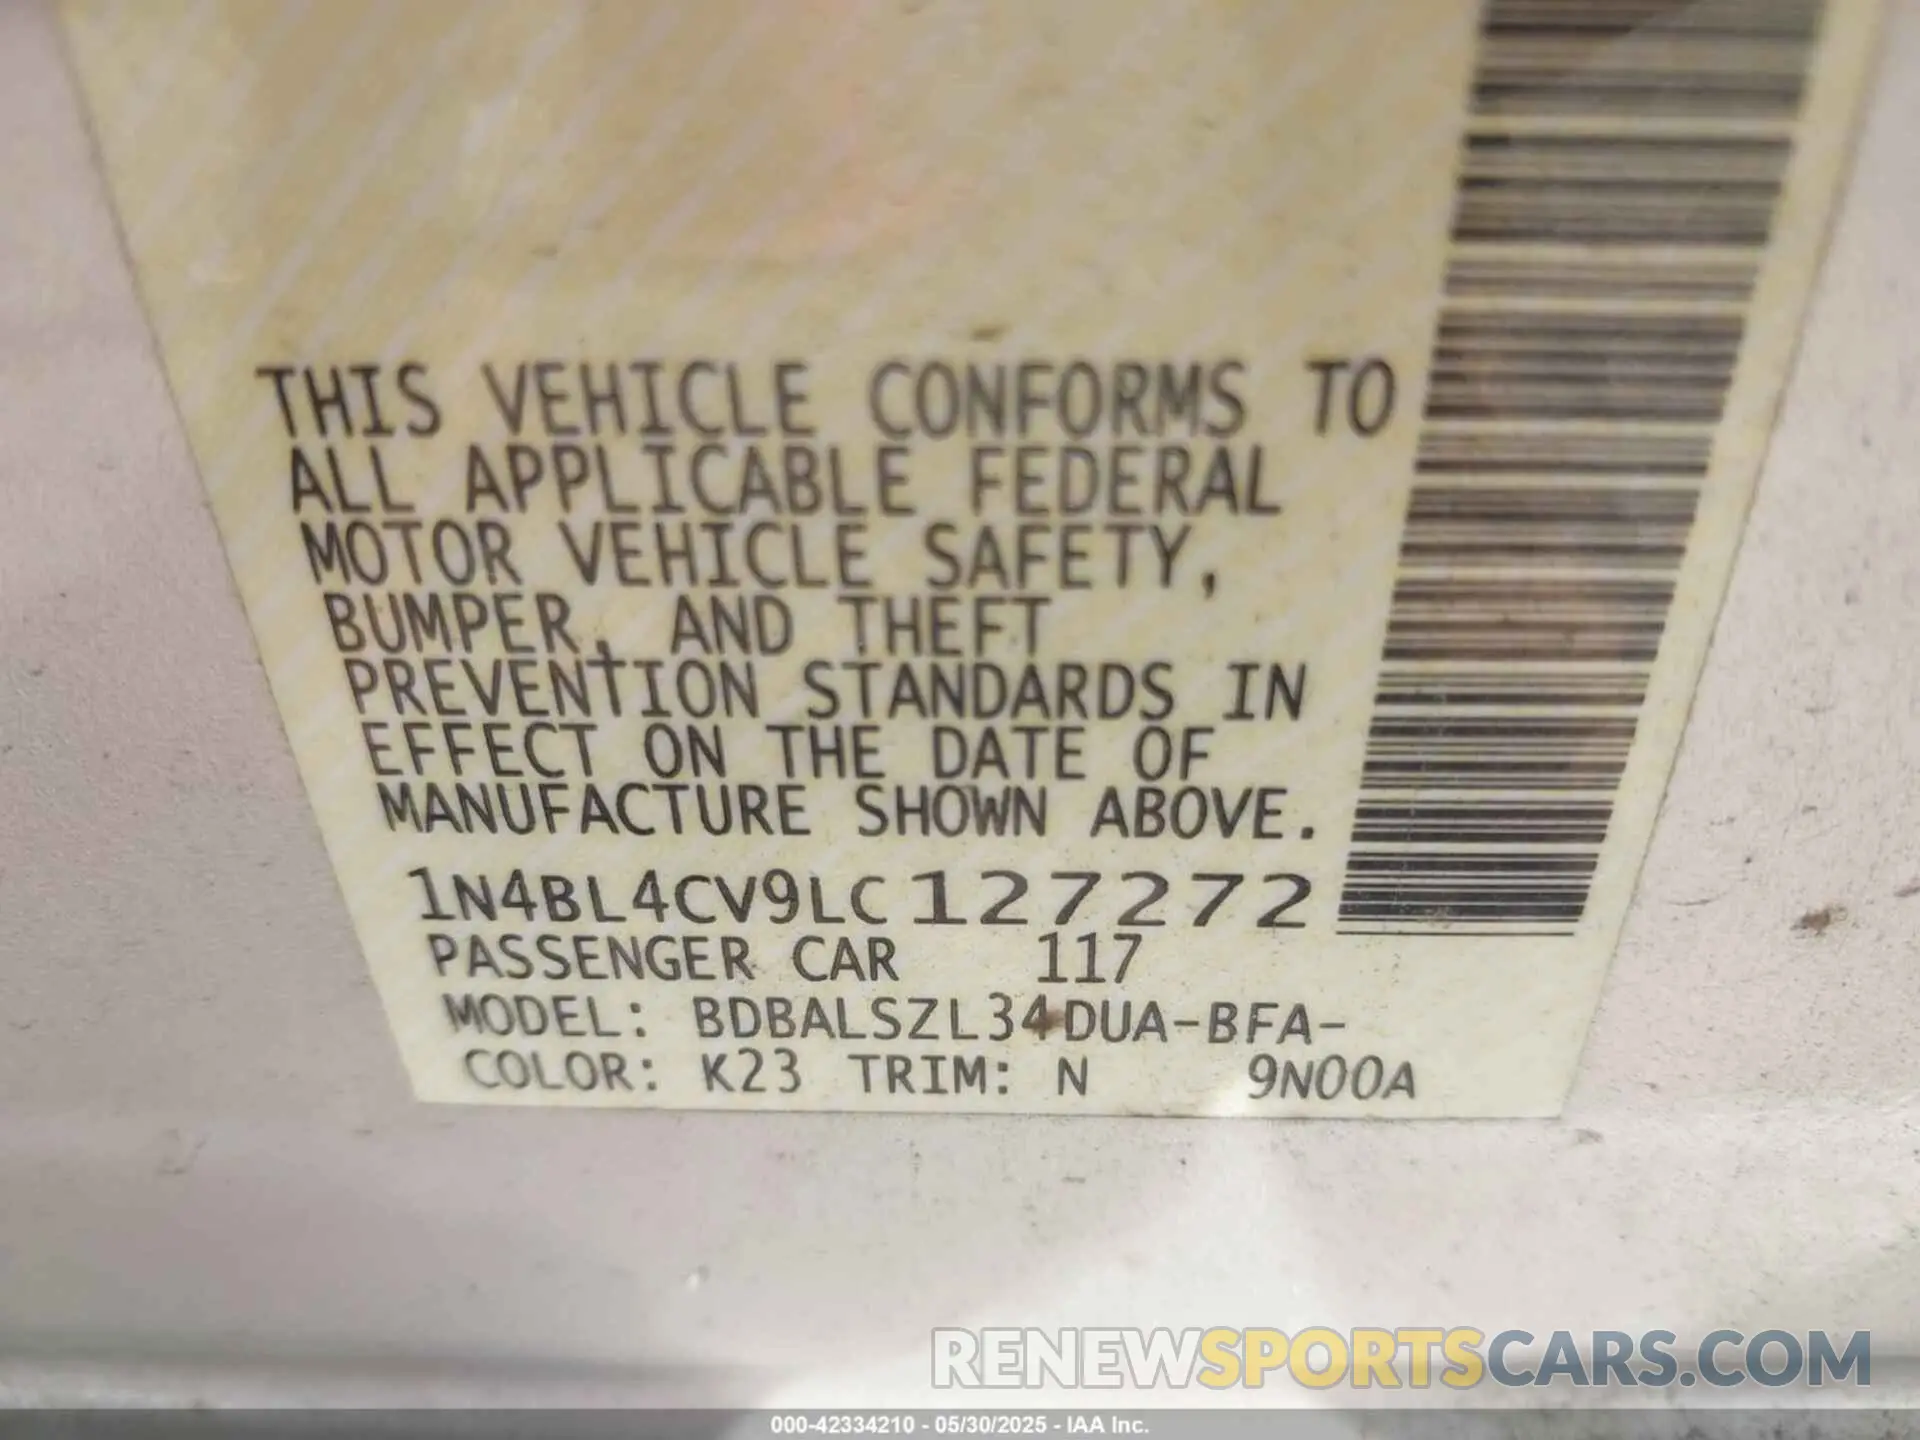 THIS VEHICLE CONFORMS TO
ALL APPLICABLE FEDERAL
MOTOR VEHICLE SAFETY,
BUMPER, AND THEFT
PREVENTION STANDARDS IN
EFFECT ON THE DATE OF
MANUFACTURE SHOWN ABOVE.
1N4BL4CV9LC127272
PASSENGER CAR 117
MODEL: BDBALSZL34DUA-BFA-
COLOR: K23 TRIM: N 9N00A
RENEWSPORTSCARS.COM
000-42334210 - 05/30/2025 - IAA Inc.